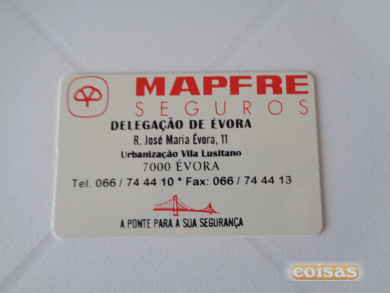 MAPFRE
SEGUROS
DELEGAÇÃO DE ÉVORA
R. José Maria Évora, 11
Urbanização Vila Lusitano
7000 ÉVORA
Tel. 066 / 74 44 10 * Fax: 066 / 74 44 13
A PONTE PARA A SUA SEGURANÇA
coisas